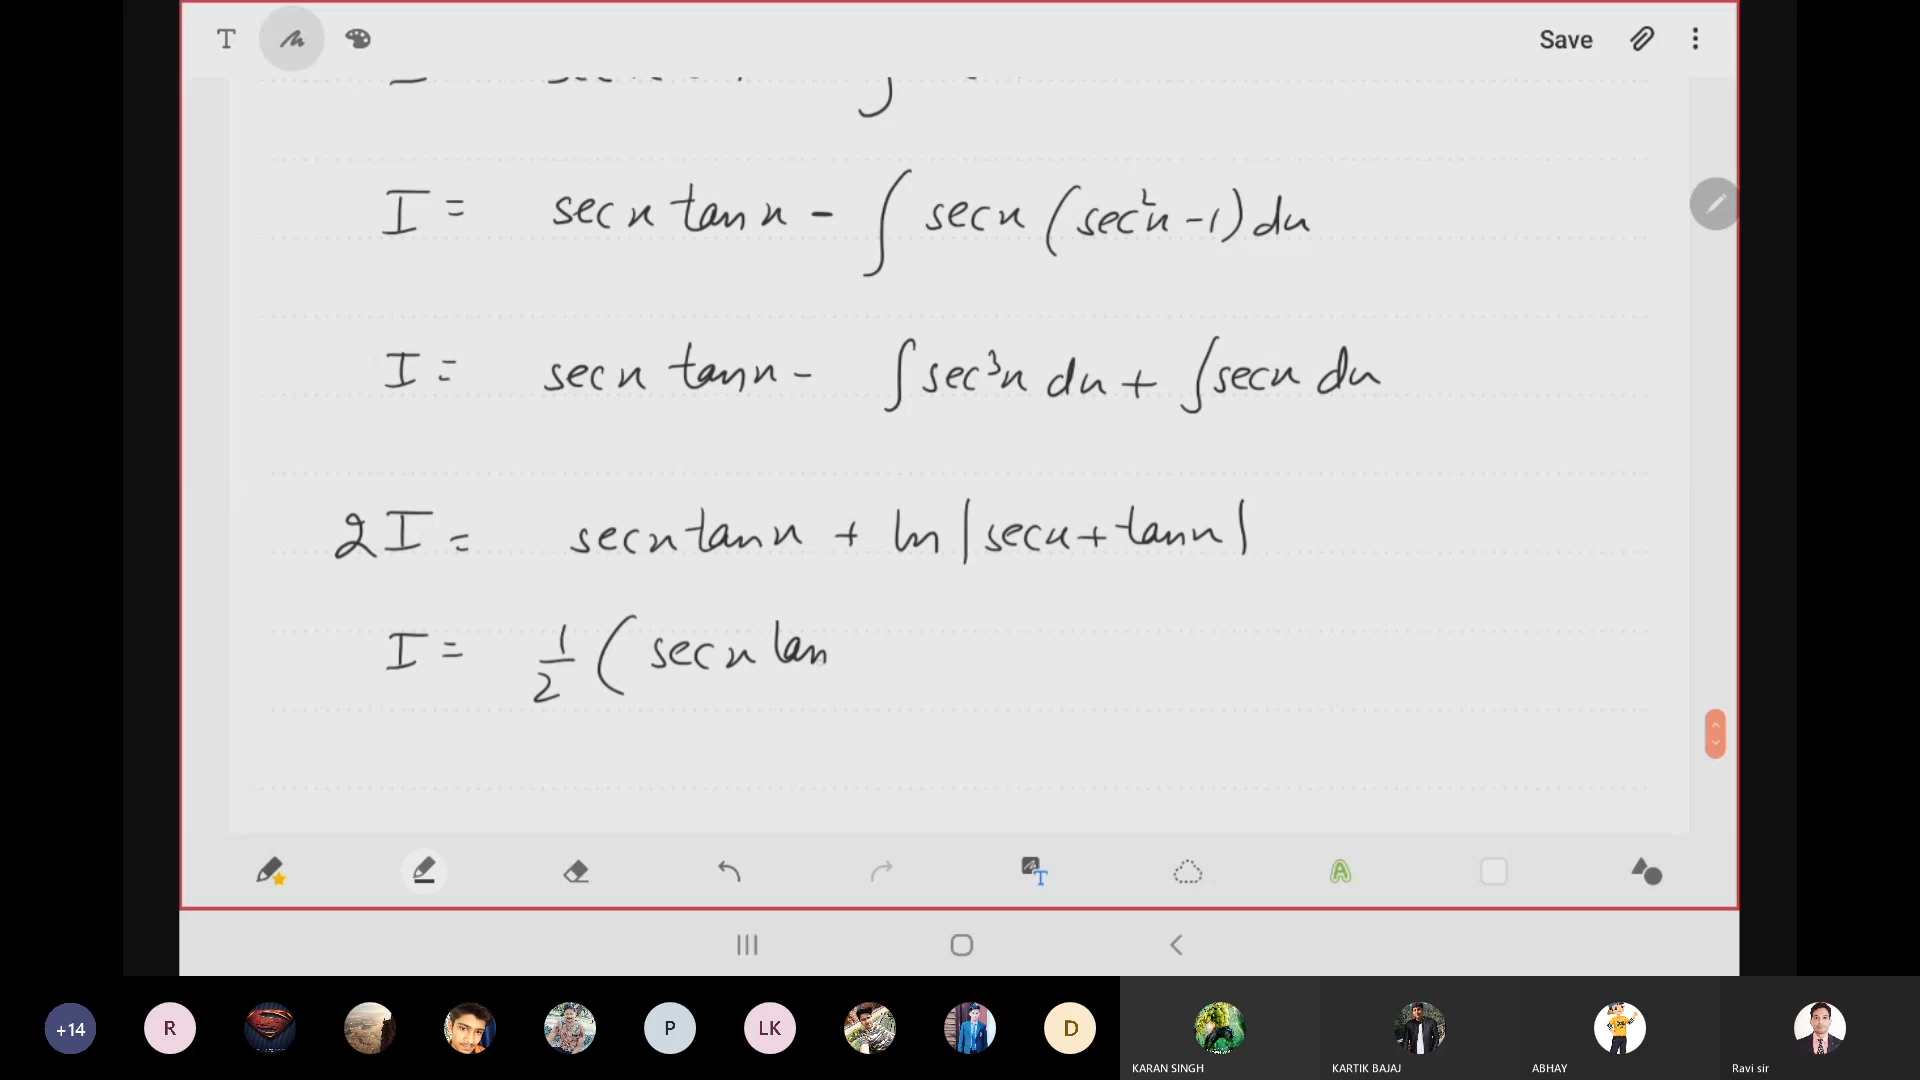 T Save
I = sec x tan x - ∫ sec x (sec²x -1) dx
I = sec x tan x - ∫ sec³x dx + ∫ sec x dx
2I = sec x tan x + ln |sec x + tan x|
I = 1/2 ( sec x tan
T A
+14 R P LK D
KARAN SINGH KARTIK BAJAJ ABHAY Ravi sir